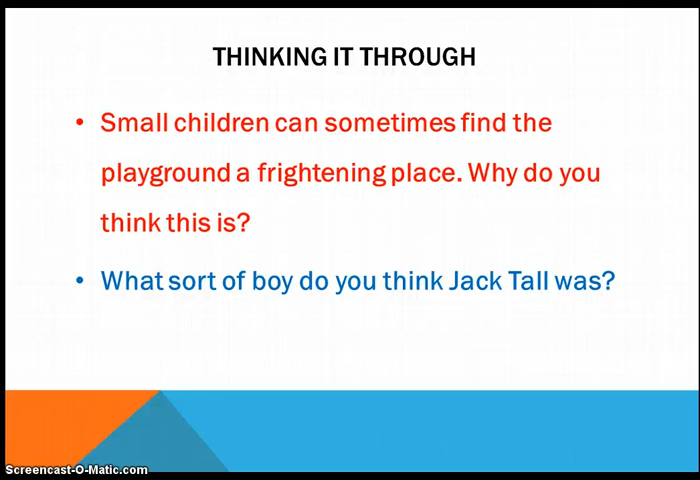 THINKING IT THROUGH
• Small children can sometimes find the
playground a frightening place. Why do you
think this is?
• What sort of boy do you think Jack Tall was?
Screencast-O-Matic.com